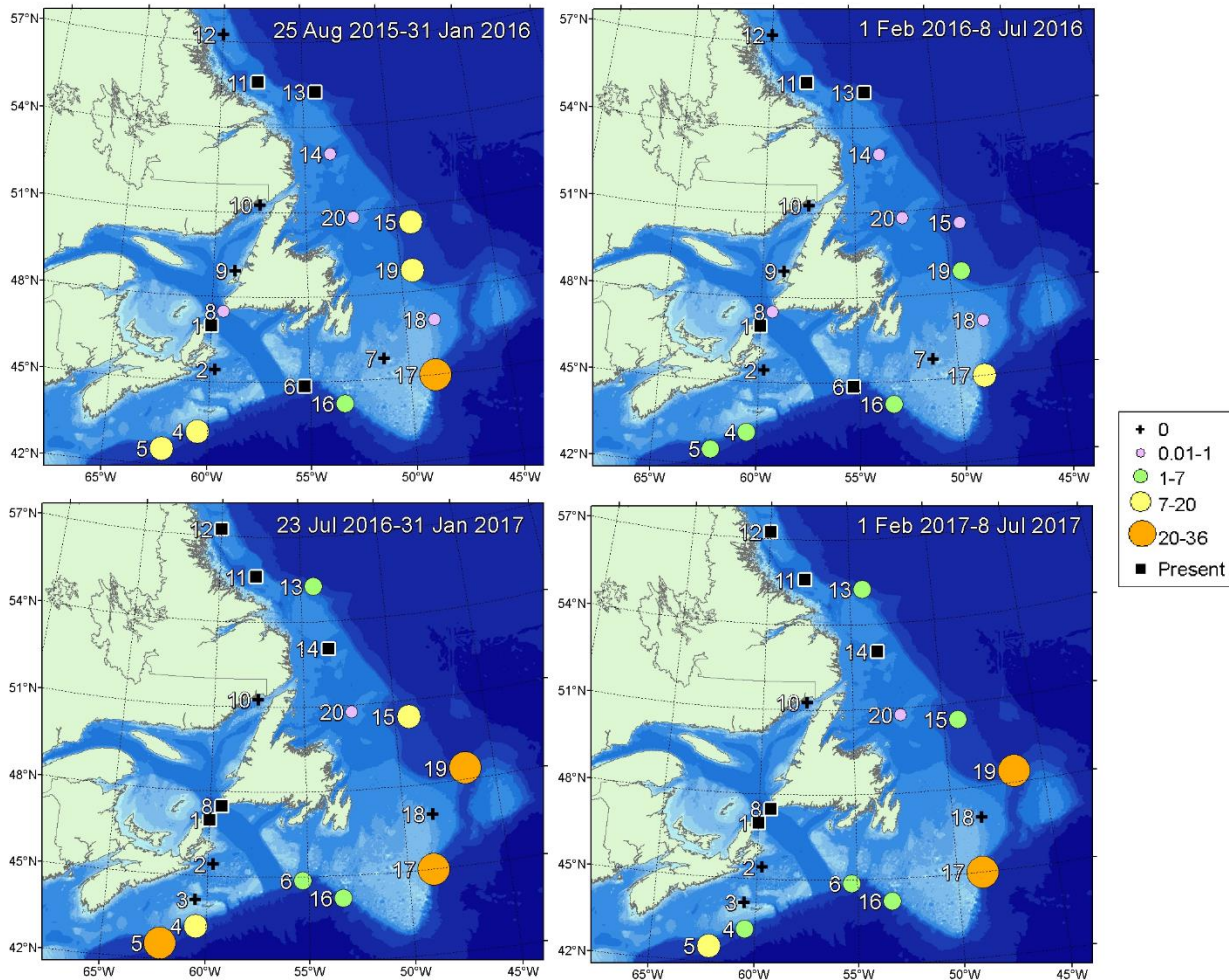 25 Aug 2015-31 Jan 2016
57°N
54°N
51°N
48°N
45°N
42°N
65°W
60°W
55°W
50°W
45°W
12
11
13
14
10
20
15
9
19
8
1
18
2
7
17
6
16
4
5
1 Feb 2016-8 Jul 2016
57°N
54°N
51°N
48°N
45°N
42°N
65°W
60°W
55°W
50°W
45°W
12
11
13
14
10
20
15
9
19
8
1
18
2
7
17
6
16
4
5
0
0.01-1
1-7
7-20
20-36
Present
23 Jul 2016-31 Jan 2017
57°N
54°N
51°N
48°N
45°N
42°N
65°W
60°W
55°W
50°W
45°W
12
11
13
14
10
20
15
19
8
1
18
2
17
6
3
16
4
5
1 Feb 2017-8 Jul 2017
57°N
54°N
51°N
48°N
45°N
42°N
65°W
60°W
55°W
50°W
45°W
12
11
13
14
10
20
15
19
8
1
18
2
17
6
3
16
4
5